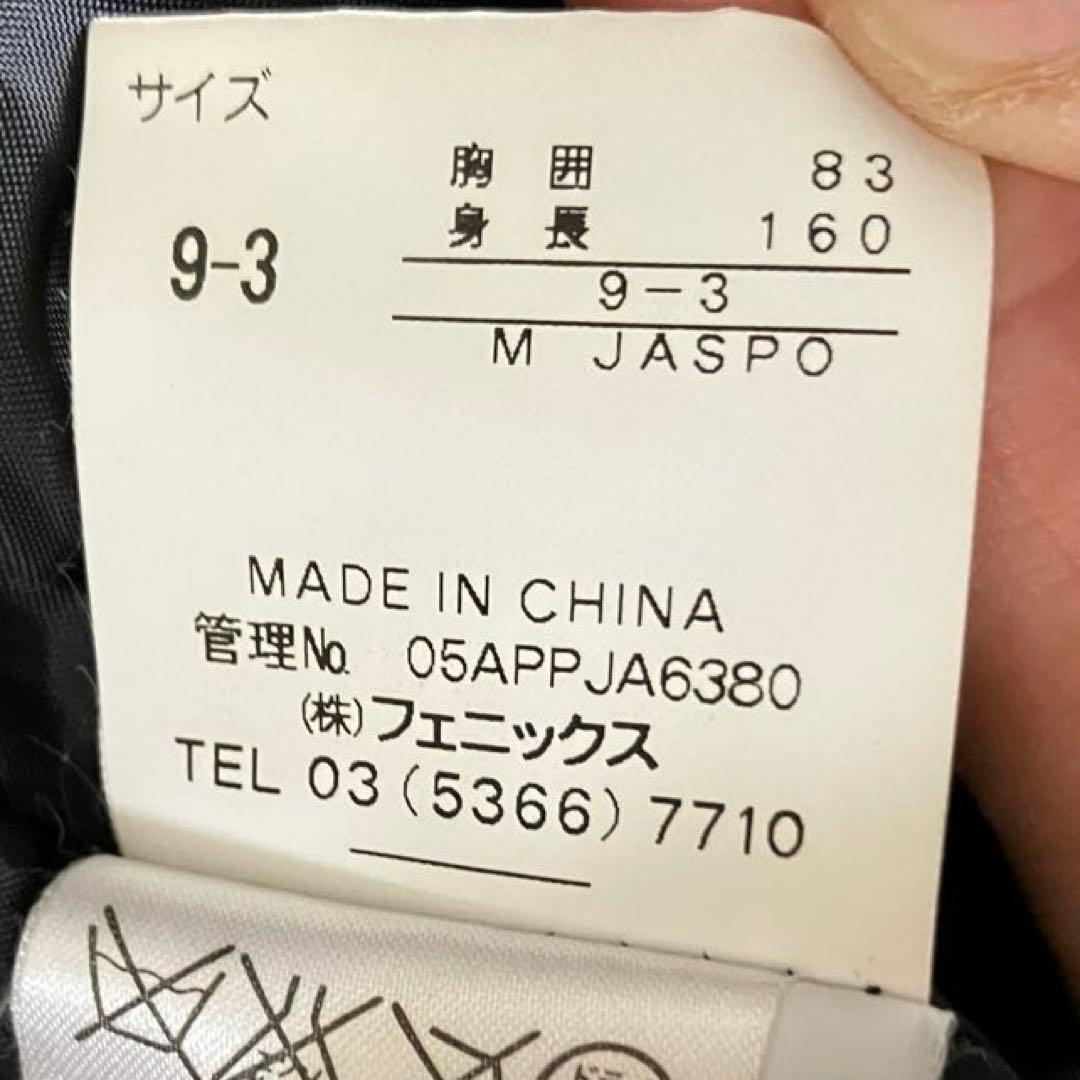 サイズ
胸 囲 83
身 長 160
9-3
9-3
M JASPO
MADE IN CHINA
管理No. 05APPJA6380
(株)フェニックス
TEL 03(5366)7710